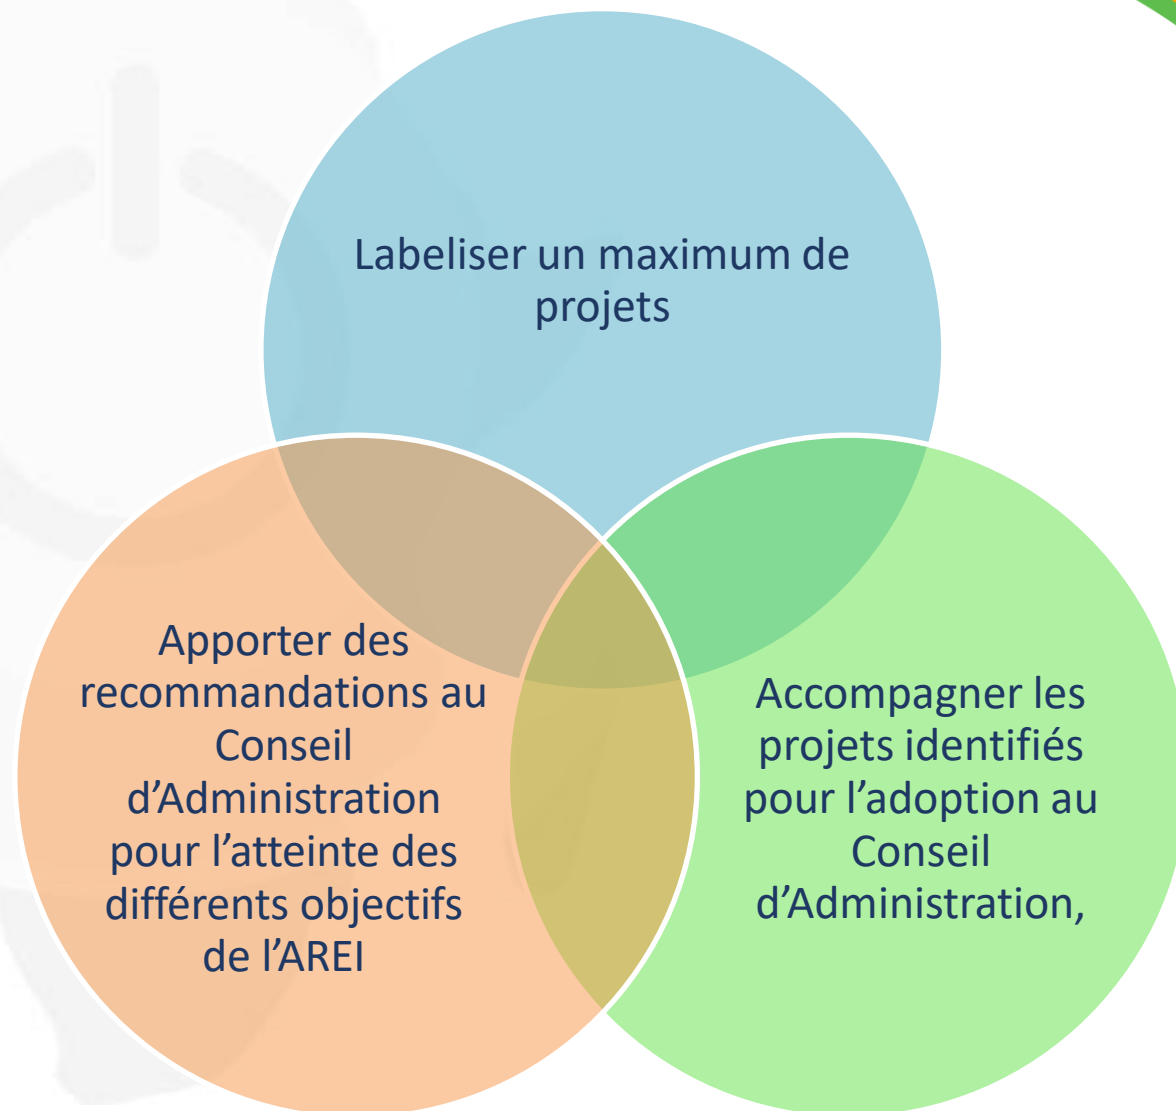 Labeliser un maximum de
projets
Apporter des
recommandations au
Conseil
d’Administration
pour l’atteinte des
différents objectifs
de l’AREI
Accompagner les
projets identifiés
pour l’adoption au
Conseil
d’Administration,